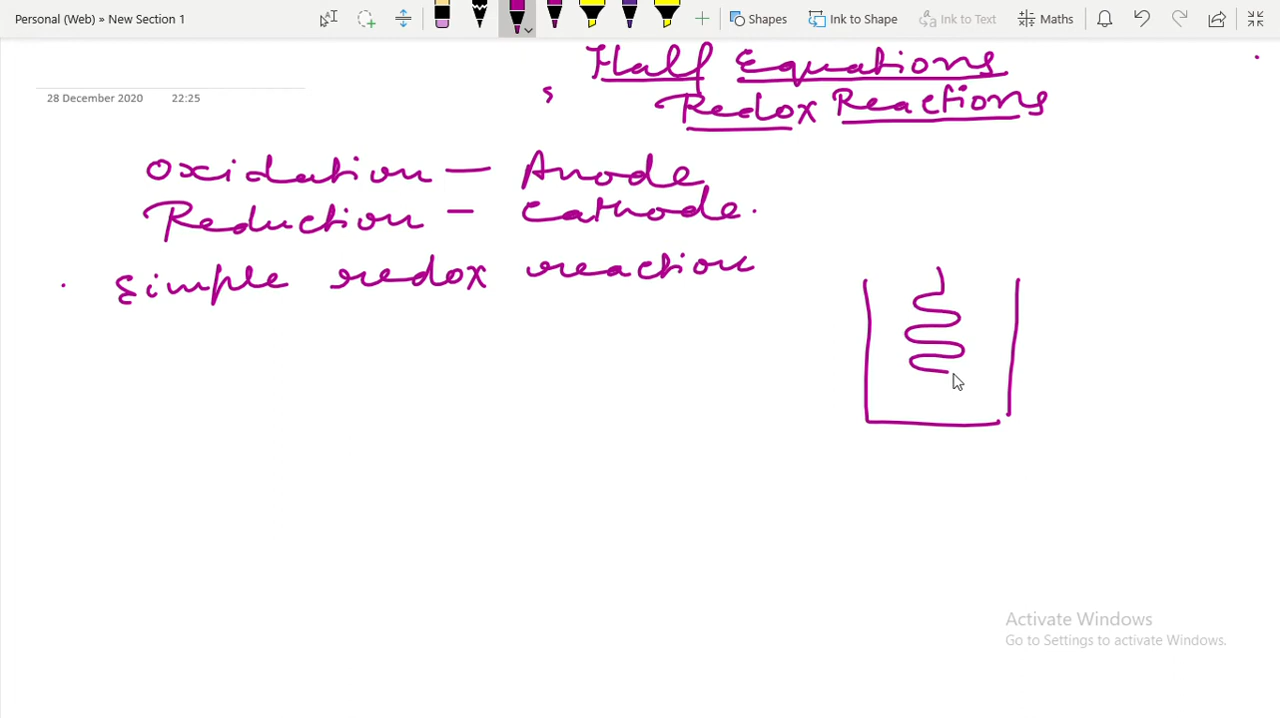 Personal (Web) » New Section 1
Shapes
Ink to Shape
Ink to Text
Maths
Half Equations
28 December 2020 22:25
Redox Reactions
Oxidation — Anode
Reduction — Cathode.
Simple redox reaction
Activate Windows
Go to Settings to activate Windows.